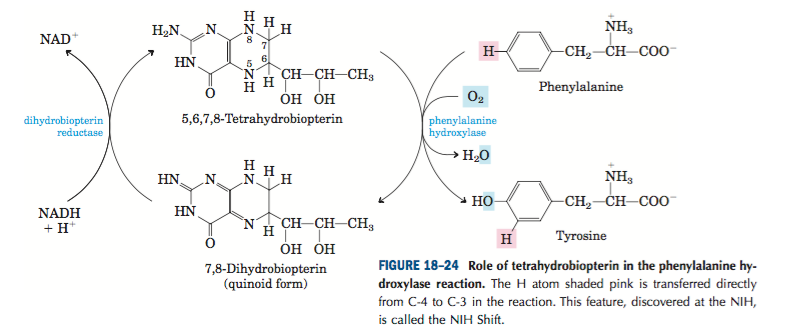 NAD+
dihydrobiopterin
reductase
NADH
+ H+
H
H2N N N H H
8 7
HN 5 6
N CH—CH—CH3
O H H OH OH
5,6,7,8-Tetrahydrobiopterin
H
HN N N H H
HN
N CH—CH—CH3
O H OH OH
7,8-Dihydrobiopterin
(quinoid form)
+
NH3
H— —CH2—CH—COO−
Phenylalanine
O2
phenylalanine
hydroxylase
H2O
+
NH3
HO— —CH2—CH—COO−
H
Tyrosine
FIGURE 18–24 Role of tetrahydrobiopterin in the phenylalanine hy-
droxylase reaction. The H atom shaded pink is transferred directly
from C-4 to C-3 in the reaction. This feature, discovered at the NIH,
is called the NIH Shift.